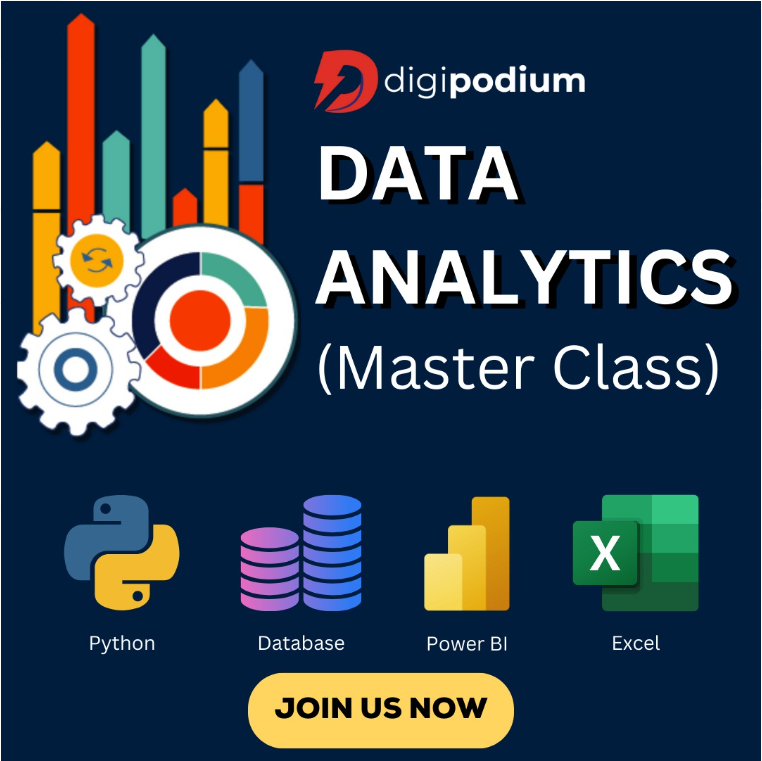 digipodium
DATA
ANALYTICS
(Master Class)
X
Python
Database
Power BI
Excel
JOIN US NOW